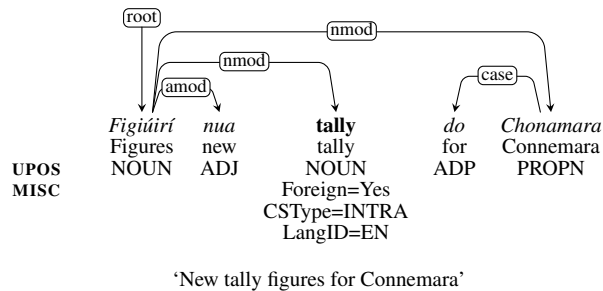 root
nmod
nmod
amod
case
Figiúirí nua tally do Chonamara
Figures new tally for Connemara
UPOS NOUN ADJ NOUN ADP PROPN
MISC Foreign=Yes
CSType=INTRA
LangID=EN
‘New tally figures for Connemara’